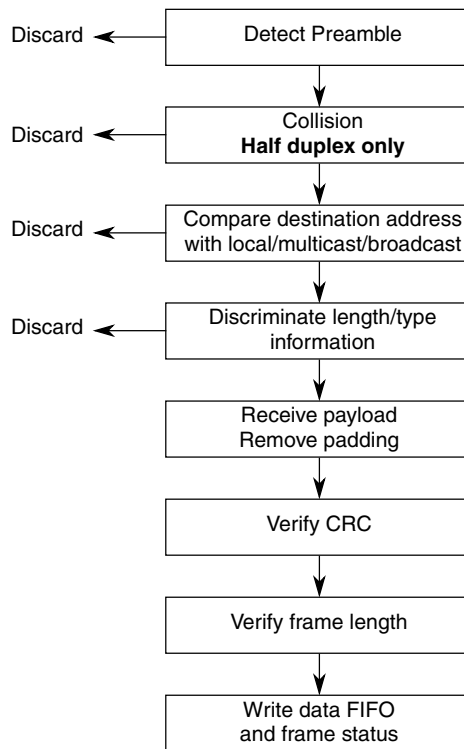 Discard
Detect Preamble
Discard
Collision
Half duplex only
Discard
Compare destination address
with local/multicast/broadcast
Discard
Discriminate length/type
information
Receive payload
Remove padding
Verify CRC
Verify frame length
Write data FIFO
and frame status